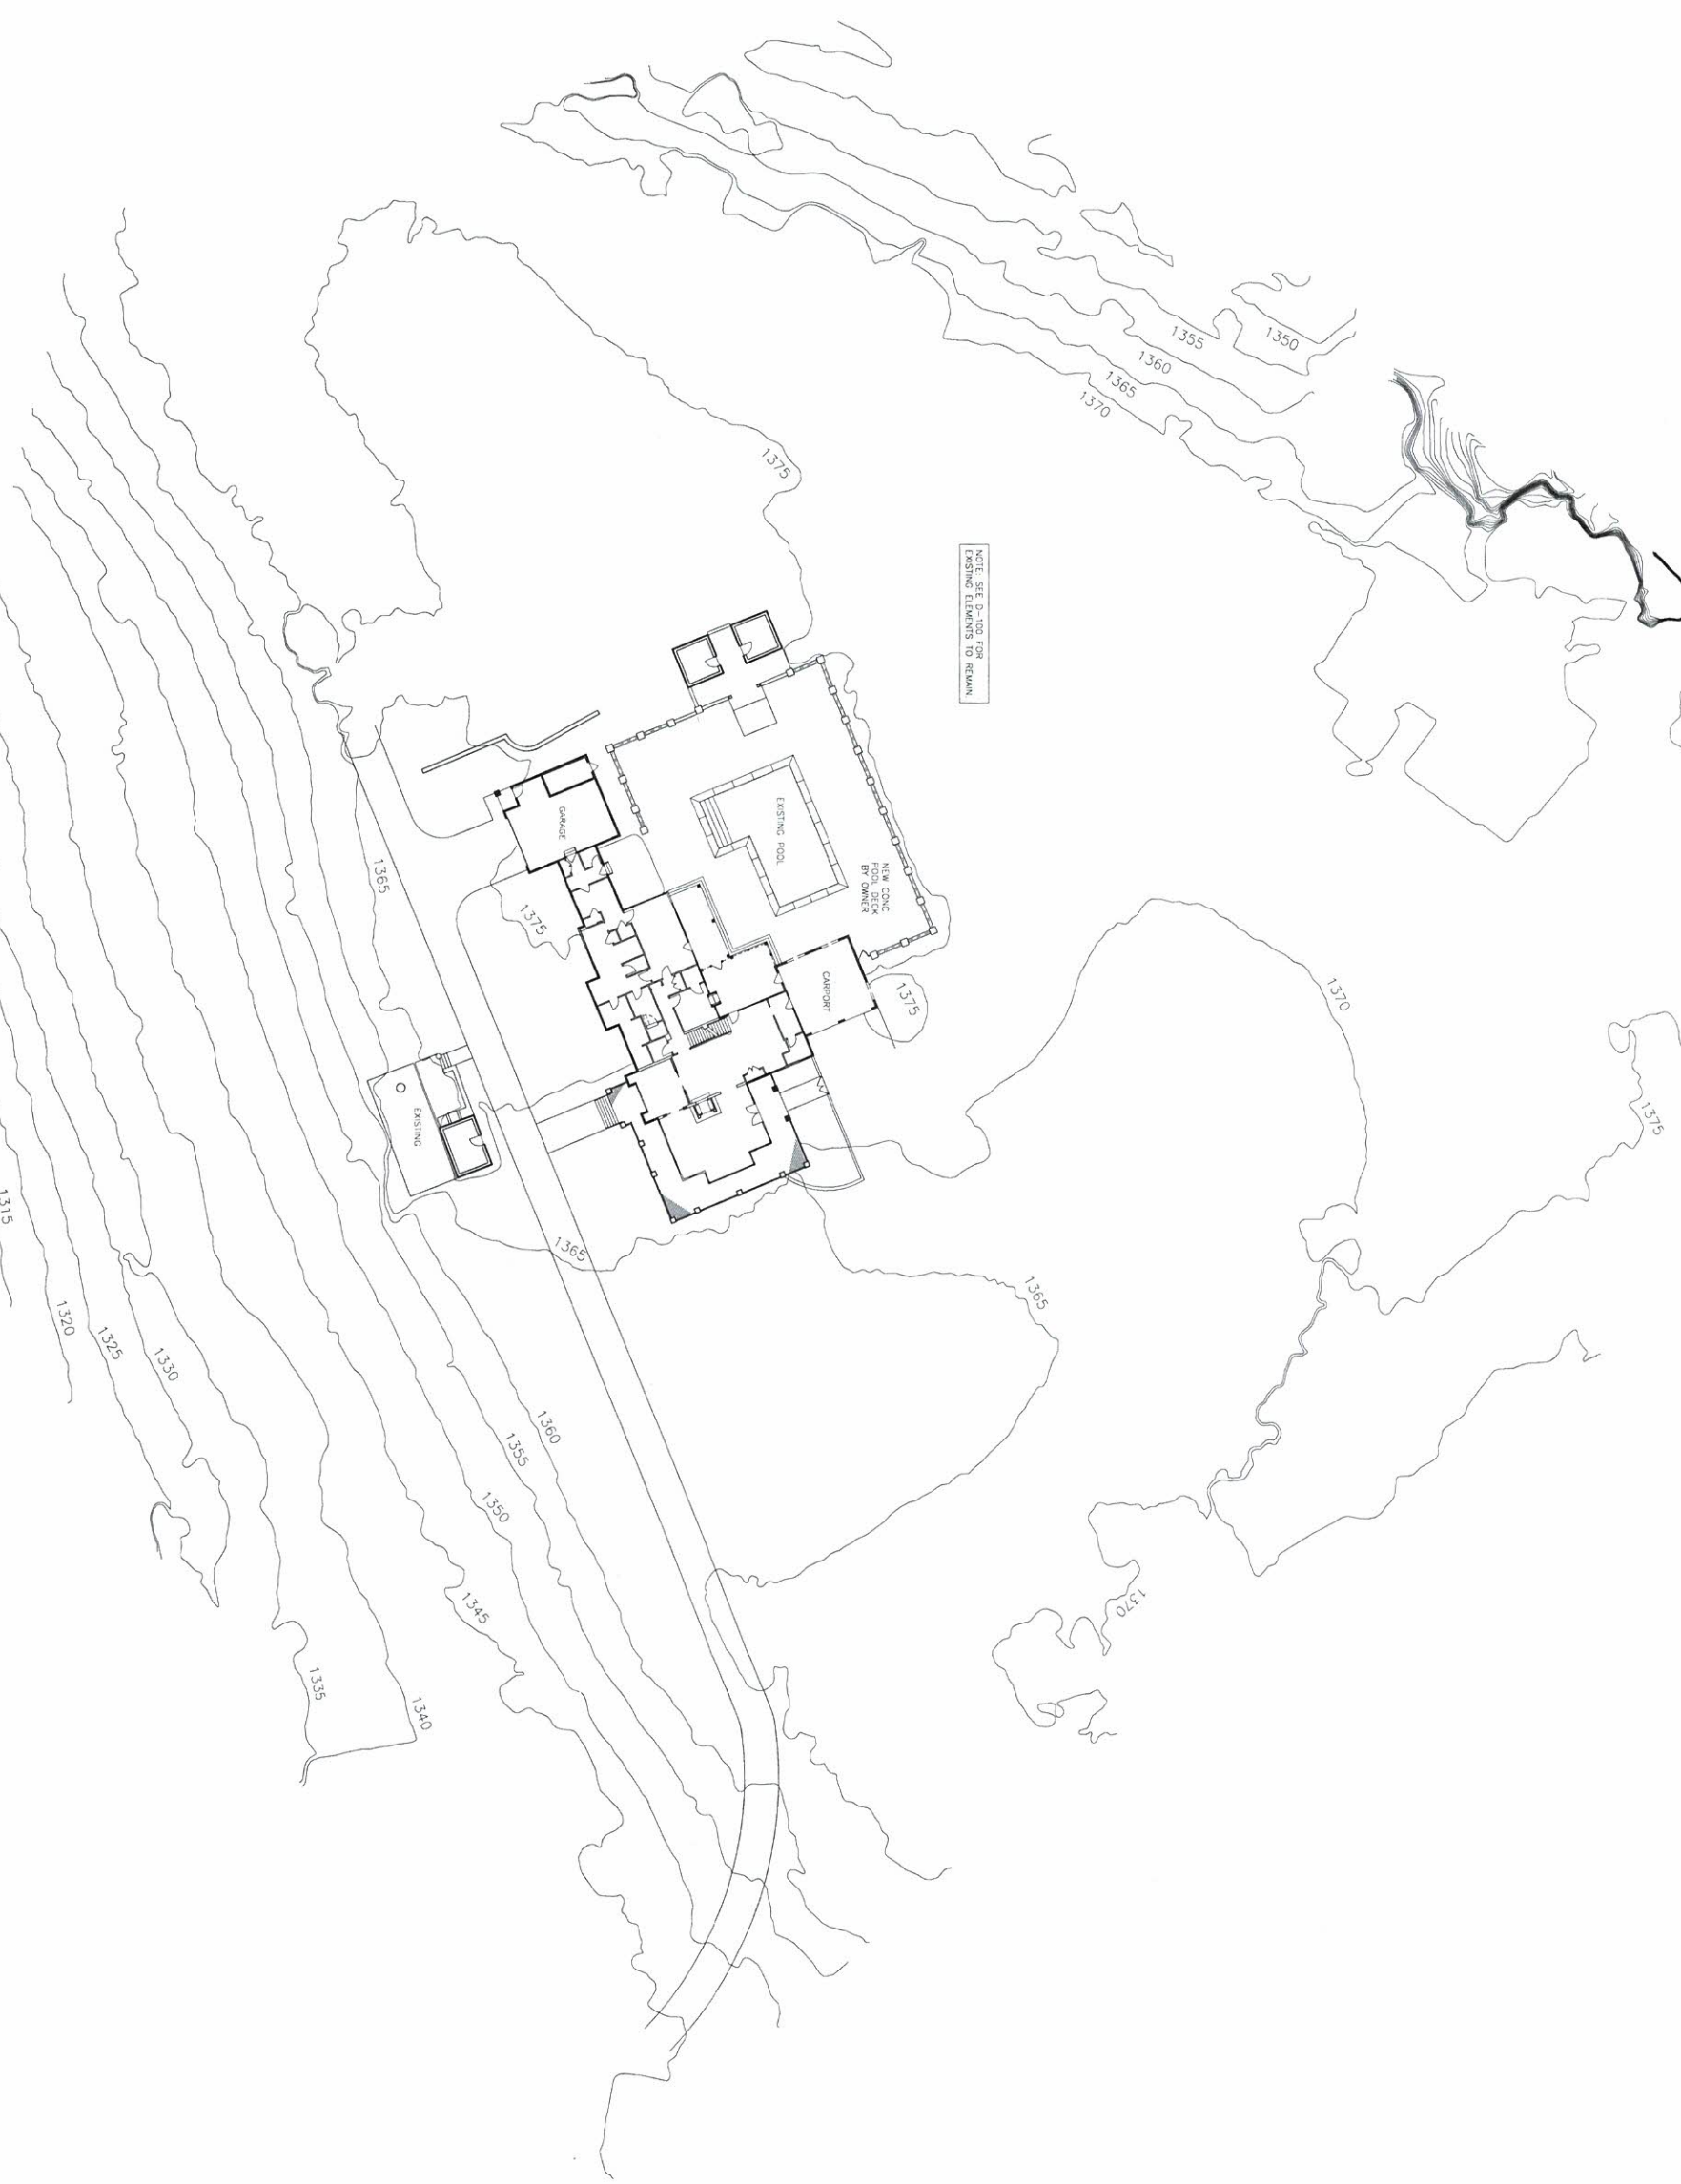 1355
1350
1360
1365
1370
1375
NOTE: SEE D-100 FOR
EXISTING ELEMENTS TO REMAIN.
EXISTING POOL
GARAGE
NEW CONC
POOL DECK
BY OWNER
1365
1375
CARPORT
1375
1370
1375
EXISTING
1315
1365
1365
1320
1325
1330
1360
1355
1350
1345
1370
1335
1340